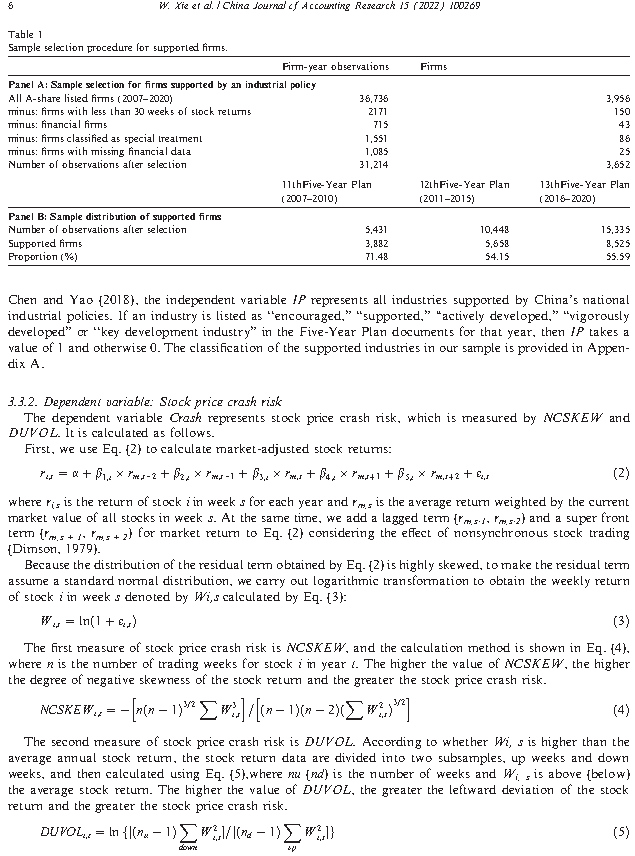 6 W. Xie et al. / China Journal of Accounting Research 15 (2022) 100269
Table 1
Sample selection procedure for supported firms.
Firm-year observations Firms
Panel A: Sample selection for firms supported by an industrial policy
All A-share listed firms (2007–2020) 36,736 3,956
minus: firms with less than 30 weeks of stock returns 2171 150
minus: financial firms 715 43
minus: firms classified as special treatment 1,551 86
minus: firms with missing financial data 1,085 25
Number of observations after selection 31,214 3,652
11thFive-Year Plan 12thFive-Year Plan 13thFive-Year Plan
(2007–2010) (2011–2015) (2016–2020)
Panel B: Sample distribution of supported firms
Number of observations after selection 5,431 10,448 15,335
Supported firms 3,882 5,658 8,525
Proportion (%) 71.48 54.15 55.59
Chen and Yao (2018), the independent variable IP represents all industries supported by China's national
industrial policies. If an industry is listed as "encouraged," "supported," "actively developed," "vigorously
developed" or "key development industry" in the Five-Year Plan documents for that year, then IP takes a
value of 1 and otherwise 0. The classification of the supported industries in our sample is provided in Appen-
dix A.
3.3.2. Dependent variable: Stock price crash risk
The dependent variable Crash represents stock price crash risk, which is measured by NCSKEW and
DUVOL. It is calculated as follows.
First, we use Eq. (2) to calculate market-adjusted stock returns:
r_{i,s} = α + β_{1,i} × r_{m,s−2} + β_{2,i} × r_{m,s−1} + β_{3,i} × r_{m,s} + β_{4,i} × r_{m,s+1} + β_{5,i} × r_{m,s+2} + ϵ_{i,s} (2)
where r_{i,s} is the return of stock i in week s for each year and r_{m,s} is the average return weighted by the current
market value of all stocks in week s. At the same time, we add a lagged term (r_{m,s-1}, r_{m,s-2}) and a super front
term (r_{m,s + 1}, r_{m,s + 2}) for market return to Eq. (2) considering the effect of nonsynchronous stock trading
(Dimson, 1979).
Because the distribution of the residual term obtained by Eq. (2) is highly skewed, to make the residual term
assume a standard normal distribution, we carry out logarithmic transformation to obtain the weekly return
of stock i in week s denoted by Wi,s calculated by Eq. (3):
W_{i,s} = ln(1 + ϵ_{i,s}) (3)
The first measure of stock price crash risk is NCSKEW, and the calculation method is shown in Eq. (4),
where n is the number of trading weeks for stock i in year t. The higher the value of NCSKEW, the higher
the degree of negative skewness of the stock return and the greater the stock price crash risk.
NCSKEW_{i,t} = −[n(n − 1)^{3/2} ∑ W^3_{i,s}] / [(n − 1)(n − 2)(∑ W^2_{i,s})^{3/2}] (4)
The second measure of stock price crash risk is DUVOL. According to whether Wi, s is higher than the
average annual stock return, the stock return data are divided into two subsamples, up weeks and down
weeks, and then calculated using Eq. (5),where nu (nd) is the number of weeks and W_{i, s} is above (below)
the average stock return. The higher the value of DUVOL, the greater the leftward deviation of the stock
return and the greater the stock price crash risk.
DUVOL_{i,t} = ln {[(n_u − 1) ∑_{down} W^2_{i,s}]/[(n_d − 1) ∑_{up} W^2_{i,s}]} (5)